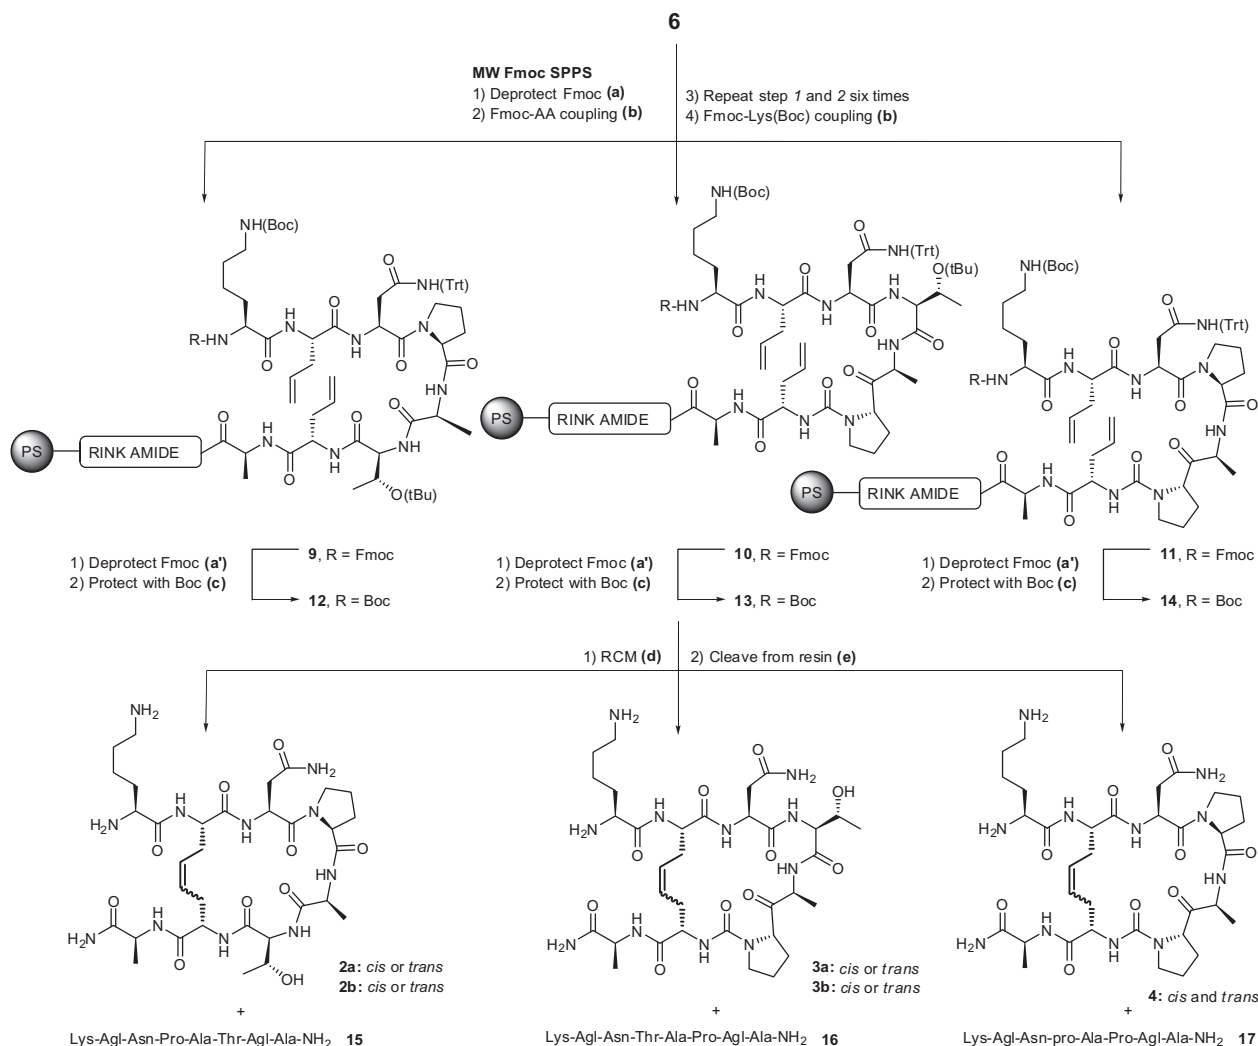 6
MW Fmoc SPPS
1) Deprotect Fmoc (a)
2) Fmoc-AA coupling (b)
3) Repeat step 1 and 2 six times
4) Fmoc-Lys(Boc) coupling (b)
NH(Boc)
O
NH(Trt)
R-HN
O
H
N
O
N
H
O
N
O
HN
O
NH
O
N
H
O
H
N
O
O(tBu)
PS
RINK AMIDE
NH(Boc)
O
NH(Trt)
O(tBu)
R-HN
O
H
N
O
N
H
O
H
N
O
HN
O
N
O
N
H
O
H
N
O
PS
RINK AMIDE
NH(Boc)
O
NH(Trt)
R-HN
O
H
N
O
N
H
O
N
O
NH
O
N
O
N
H
O
H
N
O
PS
RINK AMIDE
1) Deprotect Fmoc (a')
2) Protect with Boc (c)
9, R = Fmoc
12, R = Boc
1) Deprotect Fmoc (a')
2) Protect with Boc (c)
10, R = Fmoc
13, R = Boc
1) Deprotect Fmoc (a')
2) Protect with Boc (c)
11, R = Fmoc
14, R = Boc
1) RCM (d)
2) Cleave from resin (e)
NH2
O
NH2
H2N
O
H
N
O
N
H
O
N
O
HN
O
NH
O
N
H
O
H
N
O
H2N
OH
2a: cis or trans
2b: cis or trans
+
Lys-Agl-Asn-Pro-Ala-Thr-Agl-Ala-NH2 15
NH2
O
NH2
OH
H2N
O
H
N
O
N
H
O
H
N
O
HN
O
N
O
N
H
O
H
N
O
H2N
3a: cis or trans
3b: cis or trans
+
Lys-Agl-Asn-Thr-Ala-Pro-Agl-Ala-NH2 16
NH2
O
NH2
H2N
O
H
N
O
N
H
O
N
O
NH
O
N
O
N
H
O
H
N
O
H2N
4: cis and trans
+
Lys-Agl-Asn-pro-Ala-Pro-Agl-Ala-NH2 17